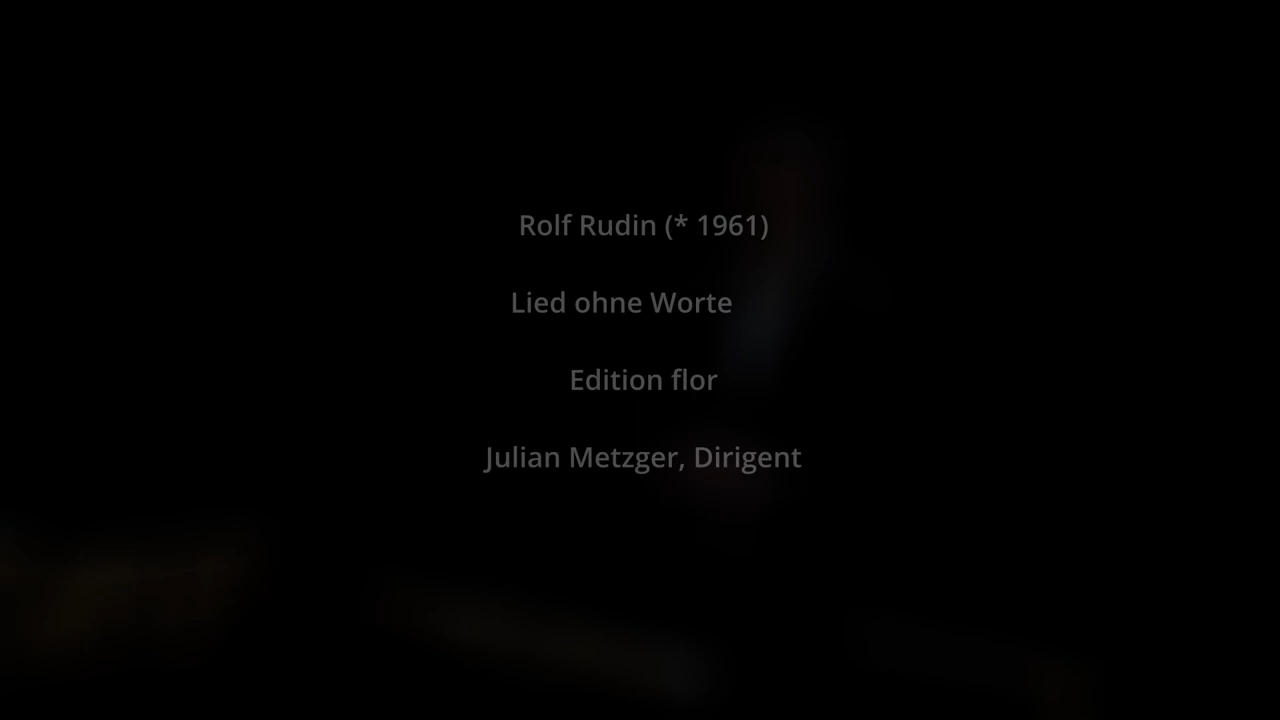 Rolf Rudin (* 1961)
Lied ohne Worte
Edition flor
Julian Metzger, Dirigent